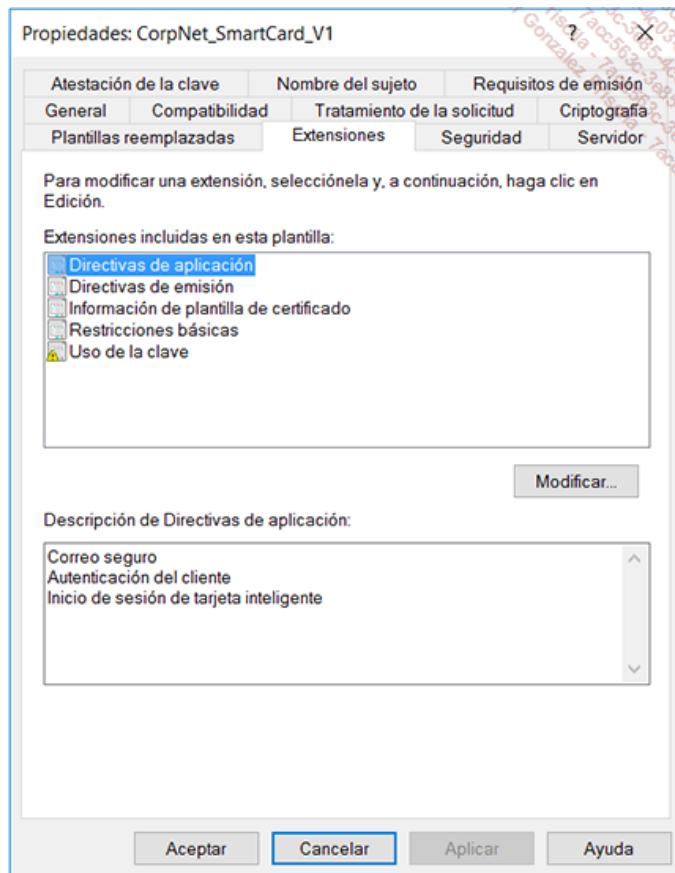 Propiedades: CorpNet_SmartCard_V1
?
Atestación de la clave Nombre del sujeto Requisitos de emisión
General Compatibilidad Tratamiento de la solicitud Criptografía
Plantillas reemplazadas Extensiones Seguridad Servidor
Para modificar una extensión, selecciónela y, a continuación, haga clic en
Edición.
Extensiones incluidas en esta plantilla:
Directivas de aplicación
Directivas de emisión
Información de plantilla de certificado
Restricciones básicas
Uso de la clave
Modificar...
Descripción de Directivas de aplicación:
Correo seguro
Autenticación del cliente
Inicio de sesión de tarjeta inteligente
Aceptar Cancelar Aplicar Ayuda